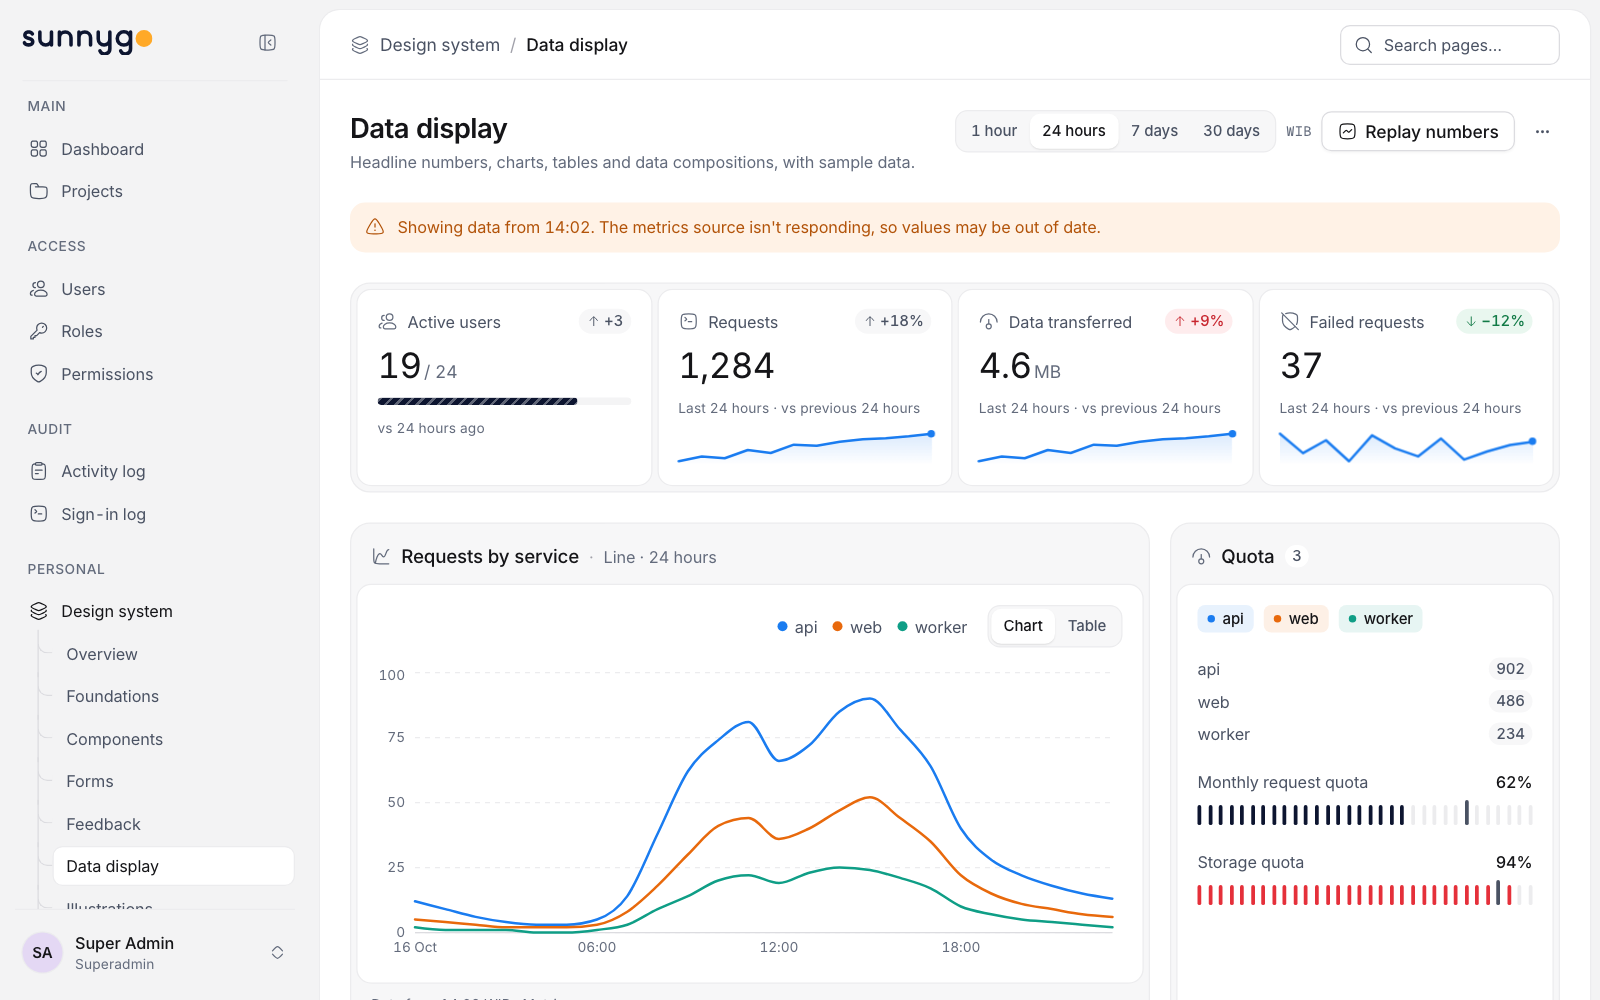 sunnygo
MAIN
Dashboard
Projects
ACCESS
Users
Roles
Permissions
AUDIT
Activity log
Sign-in log
PERSONAL
Design system
Overview
Foundations
Components
Forms
Feedback
Data display
Illustrations
SA
Super Admin
Superadmin
Design system / Data display
Search pages...
Data display
Headline numbers, charts, tables and data compositions, with sample data.
1 hour 24 hours 7 days 30 days WIB Replay numbers ...
Showing data from 14:02. The metrics source isn't responding, so values may be out of date.
Active users ↑ +3
19 / 24
vs 24 hours ago
Requests ↑ +18%
1,284
Last 24 hours · vs previous 24 hours
Data transferred ↑ +9%
4.6 MB
Last 24 hours · vs previous 24 hours
Failed requests ↓ −12%
37
Last 24 hours · vs previous 24 hours
Requests by service · Line · 24 hours
api web worker Chart Table
100
75
50
25
0
16 Oct 06:00 12:00 18:00
Quota 3
api web worker
api 902
web 486
worker 234
Monthly request quota 62%
Storage quota 94%